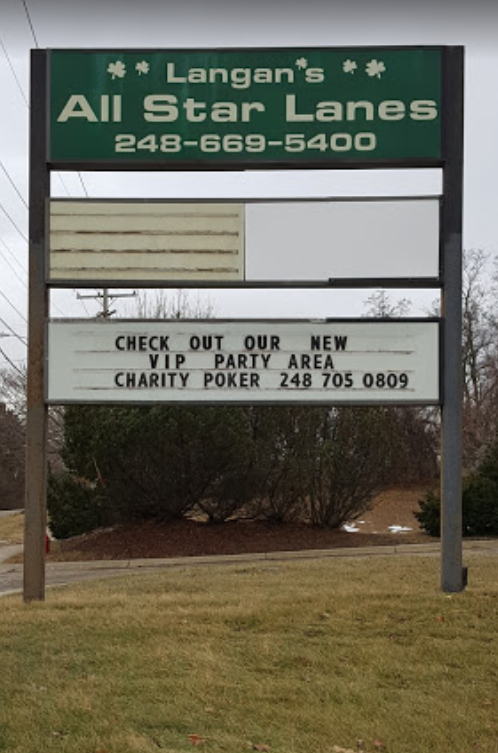 Langan's
All Star Lanes
248-669-5400
CHECK OUT OUR NEW
VIP PARTY AREA
CHARITY POKER 248 705 0809